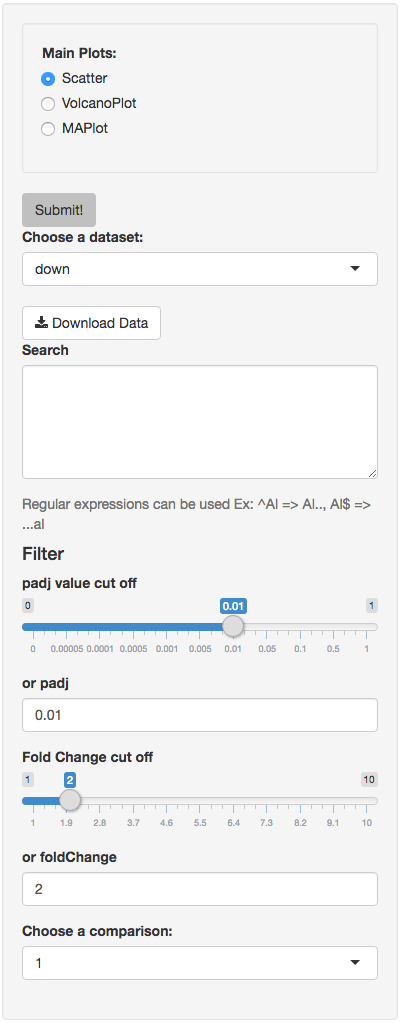 Main Plots:
Scatter
VolcanoPlot
MAPlot
Submit!
Choose a dataset:
down
Download Data
Search
Regular expressions can be used Ex: ^Al => Al.., Al$ =>
...al
Filter
padj value cut off
0 0.01 1
0 0.00005 0.0001 0.0005 0.001 0.005 0.01 0.05 0.1 0.5 1
or padj
0.01
Fold Change cut off
1 2 10
1 1.9 2.8 3.7 4.6 5.5 6.4 7.3 8.2 9.1 10
or foldChange
2
Choose a comparison:
1